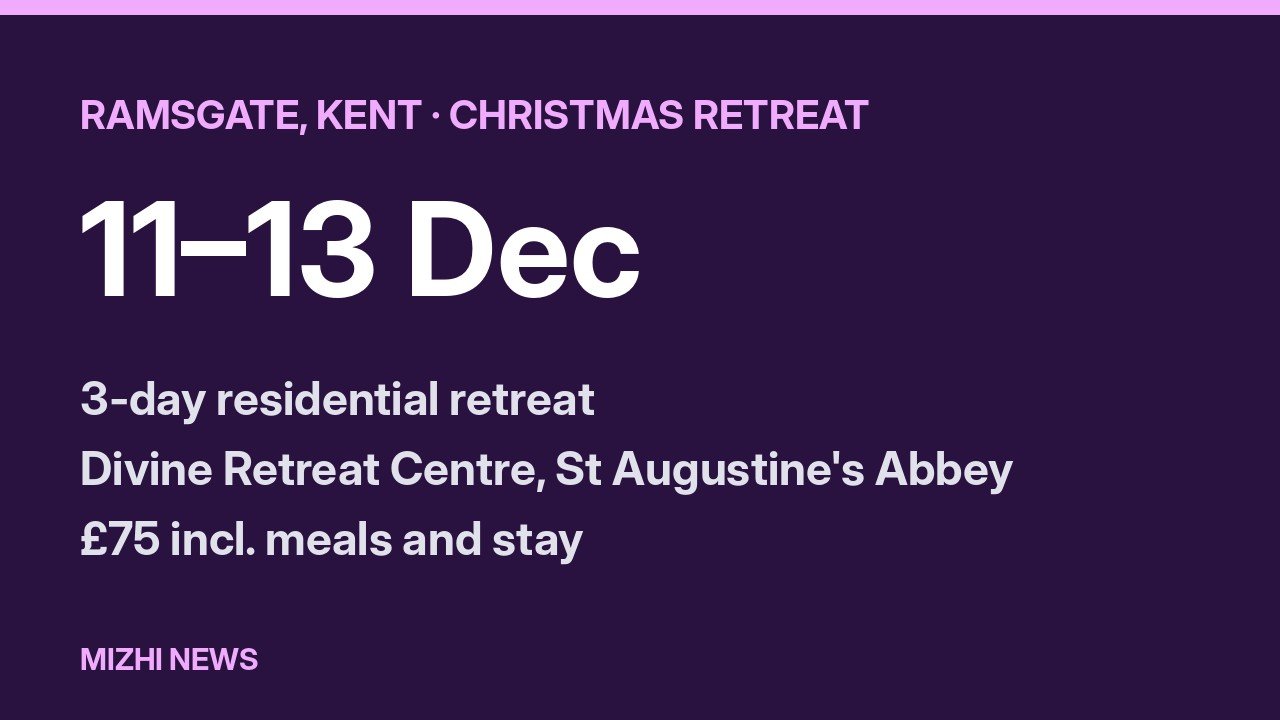 RAMSGATE, KENT · CHRISTMAS RETREAT
11–13 Dec
3-day residential retreat
Divine Retreat Centre, St Augustine's Abbey
£75 incl. meals and stay
MIZHI NEWS